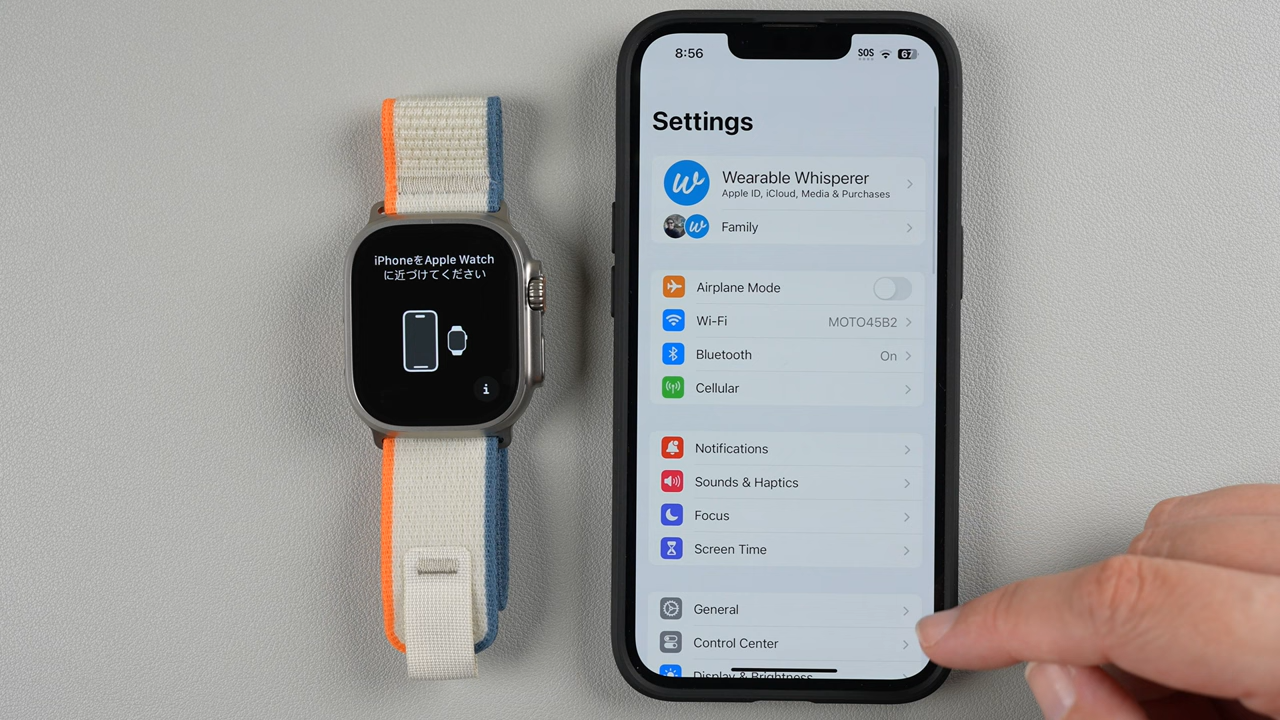 iPhoneをApple Watch
に近づけてください
i
8:56
SOS
67
Settings
w
Wearable Whisperer
Apple ID, iCloud, Media & Purchases
w
Family
Airplane Mode
Wi-Fi
MOTO45B2
Bluetooth
On
Cellular
Notifications
Sounds & Haptics
Focus
Screen Time
General
Control Center
Display & Brightness